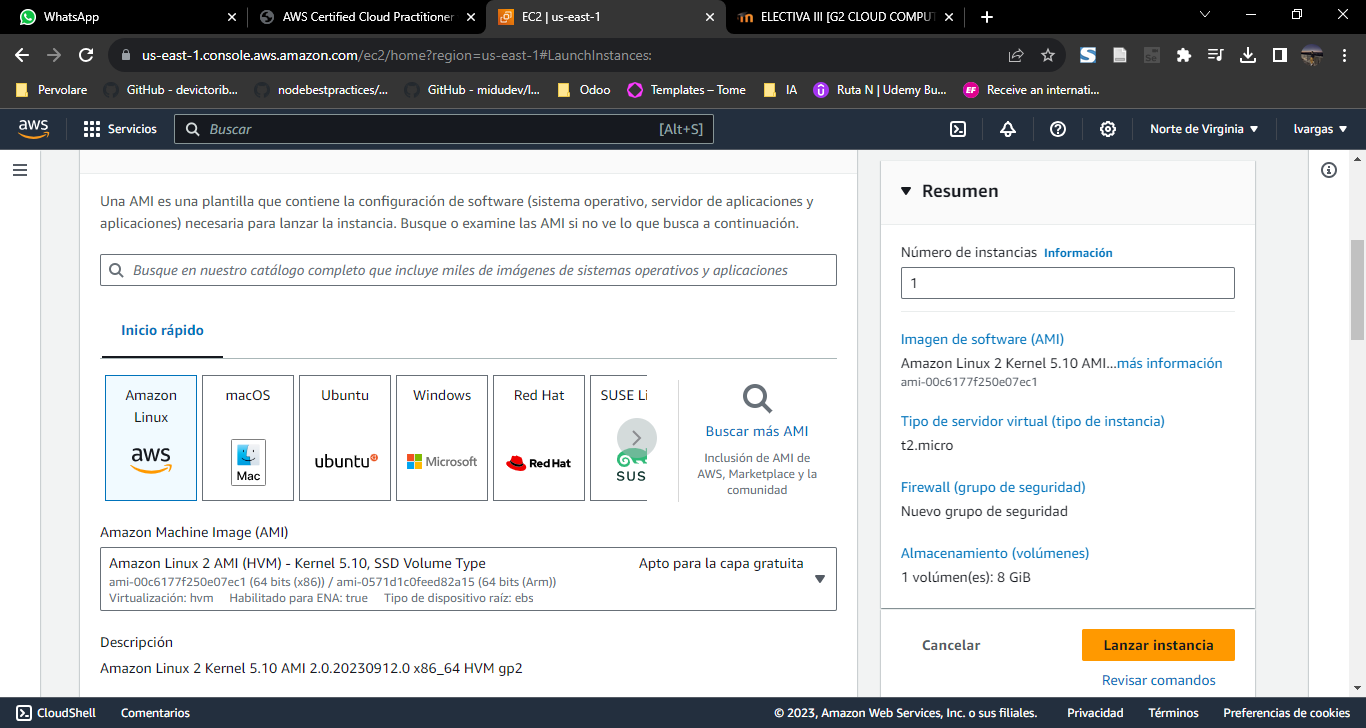 WhatsApp
AWS Certified Cloud Practitioner
EC2 | us-east-1
ELECTIVA III [G2 CLOUD COMPUT
us-east-1.console.aws.amazon.com/ec2/home?region=us-east-1#LaunchInstances:
Pervolare
GitHub - devictorib...
nodebestpractices/...
GitHub - midudev/l...
Odoo
Templates – Tome
IA
Ruta N | Udemy Bu...
Receive an internati...
aws
Servicios
Buscar
[Alt+S]
Norte de Virginia
lvargas
Una AMI es una plantilla que contiene la configuración de software (sistema operativo, servidor de aplicaciones y
aplicaciones) necesaria para lanzar la instancia. Busque o examine las AMI si no ve lo que busca a continuación.
Busque en nuestro catálogo completo que incluye miles de imágenes de sistemas operativos y aplicaciones
Inicio rápido
Amazon
Linux
aws
macOS
Mac
Ubuntu
ubuntu
Windows
Microsoft
Red Hat
RedHat
SUSE Li
SUS
Buscar más AMI
Inclusión de AMI de
AWS, Marketplace y la
comunidad
Amazon Machine Image (AMI)
Amazon Linux 2 AMI (HVM) - Kernel 5.10, SSD Volume Type
Apto para la capa gratuita
ami-00c6177f250e07ec1 (64 bits (x86)) / ami-0571d1c0feed82a15 (64 bits (Arm))
Virtualización: hvm Habilitado para ENA: true Tipo de dispositivo raíz: ebs
Descripción
Amazon Linux 2 Kernel 5.10 AMI 2.0.20230912.0 x86_64 HVM gp2
Resumen
Número de instancias Información
1
Imagen de software (AMI)
Amazon Linux 2 Kernel 5.10 AMI...más información
ami-00c6177f250e07ec1
Tipo de servidor virtual (tipo de instancia)
t2.micro
Firewall (grupo de seguridad)
Nuevo grupo de seguridad
Almacenamiento (volúmenes)
1 volúmen(es): 8 GiB
Cancelar
Lanzar instancia
Revisar comandos
CloudShell
Comentarios
© 2023, Amazon Web Services, Inc. o sus filiales.
Privacidad
Términos
Preferencias de cookies